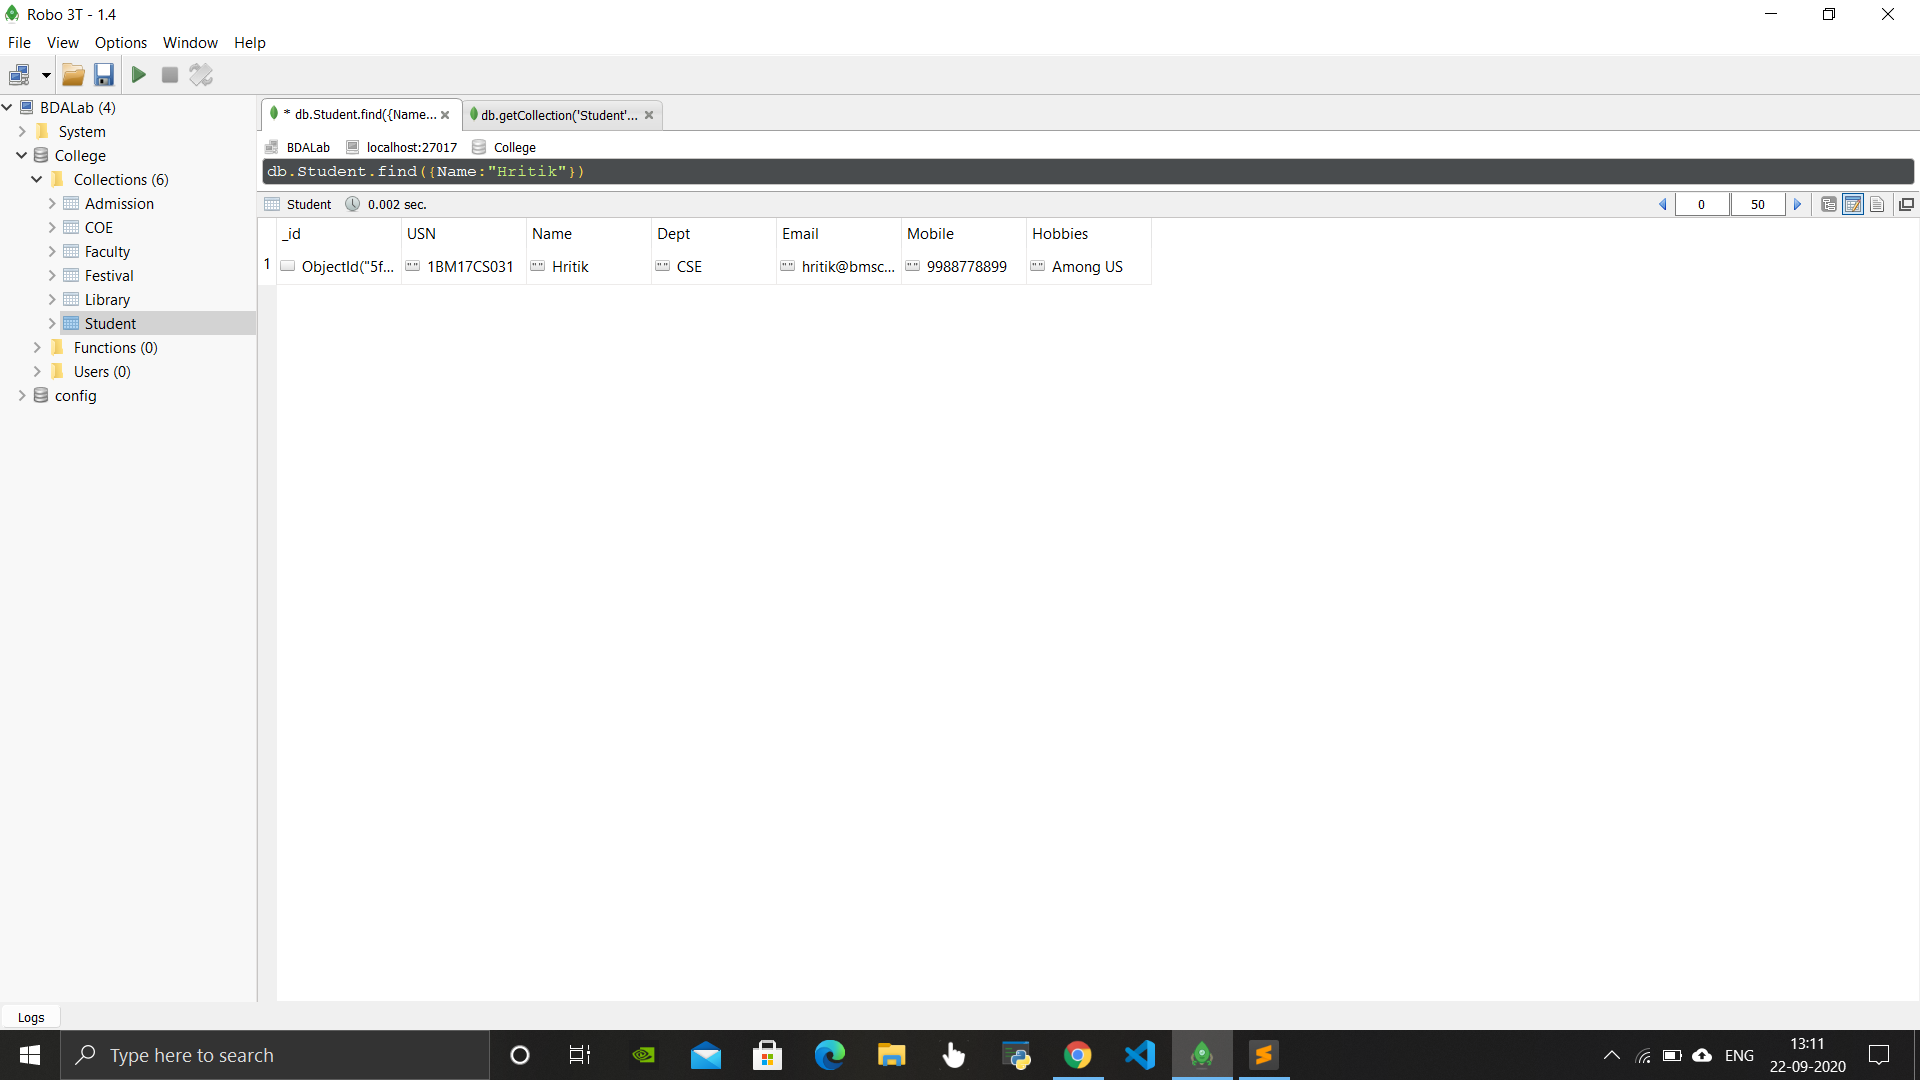 Robo 3T - 1.4
File View Options Window Help
BDALab (4)
System
College
Collections (6)
Admission
COE
Faculty
Festival
Library
Student
Functions (0)
Users (0)
config
* db.Student.find({Name... db.getCollection('Student'...
BDALab localhost:27017 College
db.Student.find({Name:"Hritik"})
Student 0.002 sec. 0 50
_id USN Name Dept Email Mobile Hobbies
1 ObjectId("5f... 1BM17CS031 Hritik CSE hritik@bmsc... 9988778899 Among US
Logs
Type here to search
ENG
13:11
22-09-2020